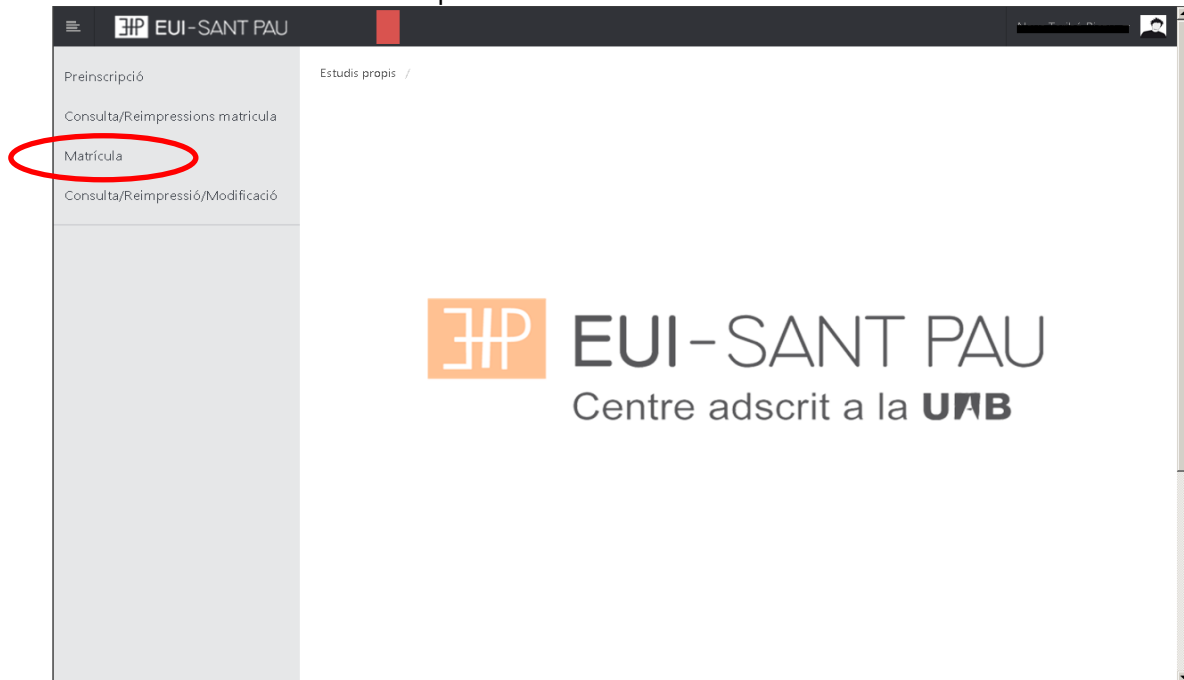 EUI-SANT PAU
Preinscripció
Estudis propis /
Consulta/Reimpressions matricula
Matrícula
Consulta/Reimpressió/Modificació
EUI-SANT PAU
Centre adscrit a la UAB